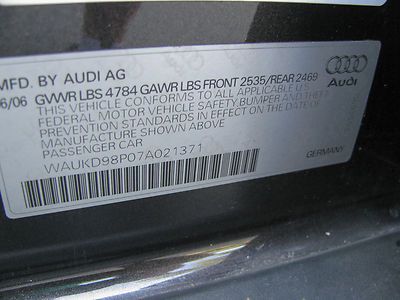 MFD. BY AUDI AG
6/06 GVWR LBS 4784 GAWR LBS FRONT 2535/REAR 2469
THIS VEHICLE CONFORMS TO ALL APPLICABLE U.S.
FEDERAL MOTOR VEHICLE SAFETY, BUMPER AND THEFT
PREVENTION STANDARDS IN EFFECT ON THE DATE OF
MANUFACTURE SHOWN ABOVE
PASSENGER CAR
Audi
WAUKD98P07A021371
GERMANY